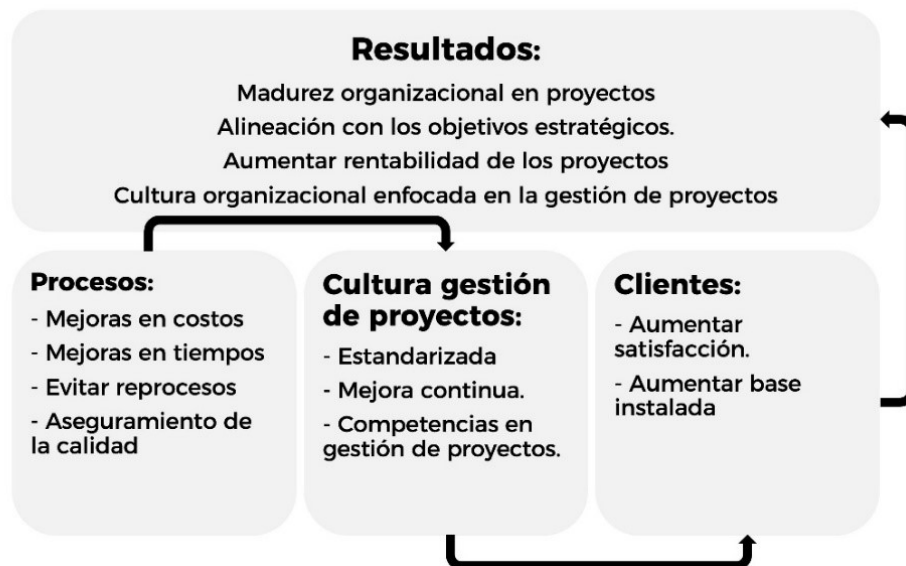 Resultados:
Madurez organizacional en proyectos
Alineación con los objetivos estratégicos.
Aumentar rentabilidad de los proyectos
Cultura organizacional enfocada en la gestión de proyectos
Procesos:
- Mejoras en costos
- Mejoras en tiempos
- Evitar reprocesos
- Aseguramiento de
la calidad
Cultura gestión
de proyectos:
- Estandarizada
- Mejora continua.
- Competencias en
gestión de proyectos.
Clientes:
- Aumentar
satisfacción.
- Aumentar base
instalada